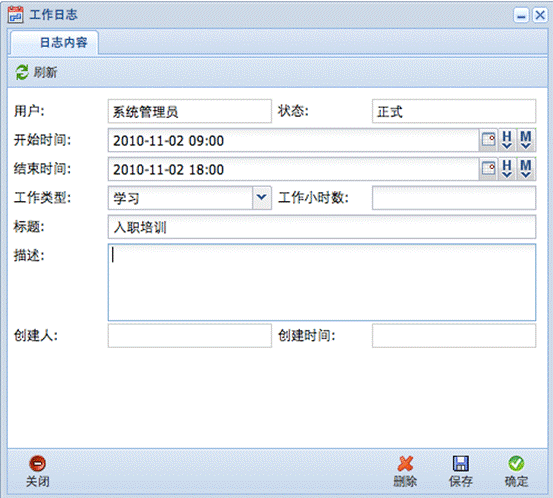 工作日志
日志内容
刷新
用户: 系统管理员 状态: 正式
开始时间: 2010-11-02 09:00 H M
结束时间: 2010-11-02 18:00 H M
工作类型: 学习 工作小时数:
标题: 入职培训
描述:
创建人: 创建时间:
关闭 删除 保存 确定